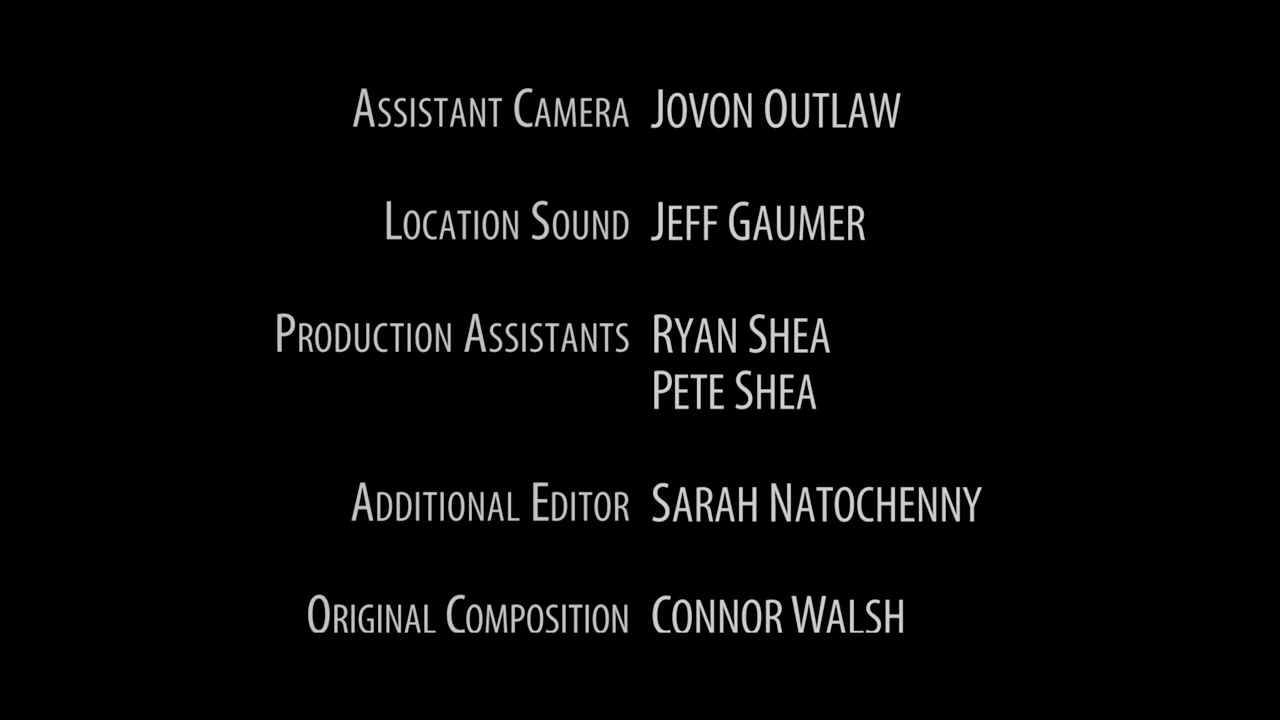 Assistant Camera JOVON OUTLAW
Location Sound JEFF GAUMER
Production Assistants RYAN SHEA
PETE SHEA
Additional Editor SARAH NATOCHENNY
Original Composition CONNOR WALSH